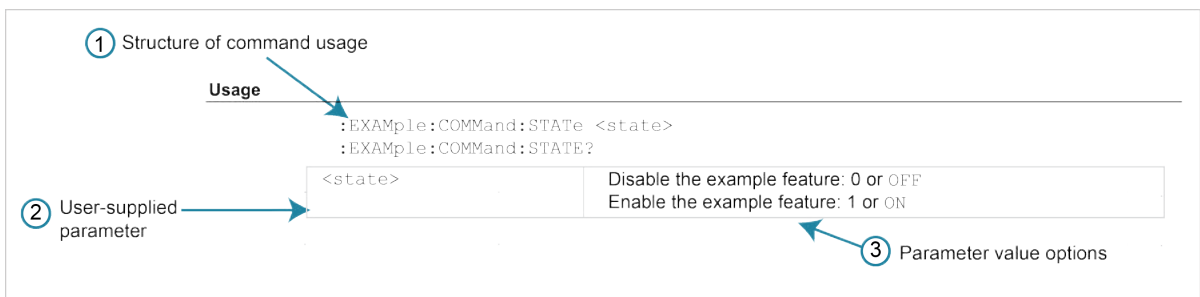 1 Structure of command usage
Usage
:EXAMple:COMMand:STATe <state>
:EXAMple:COMMand:STATE?
<state> Disable the example feature: 0 or OFF
Enable the example feature: 1 or ON
2 User-supplied
parameter
3 Parameter value options